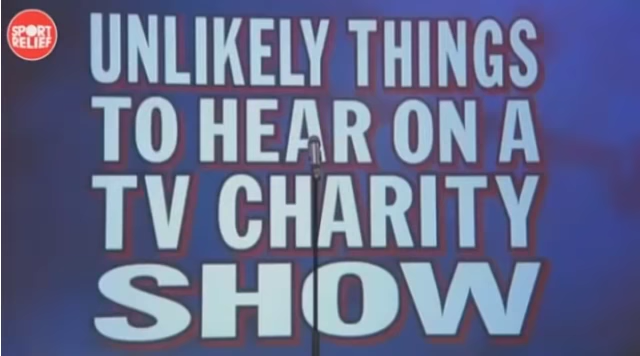 SPORT
RELIEF
UNLIKELY THINGS
TO HEAR ON A
TV CHARITY
SHOW